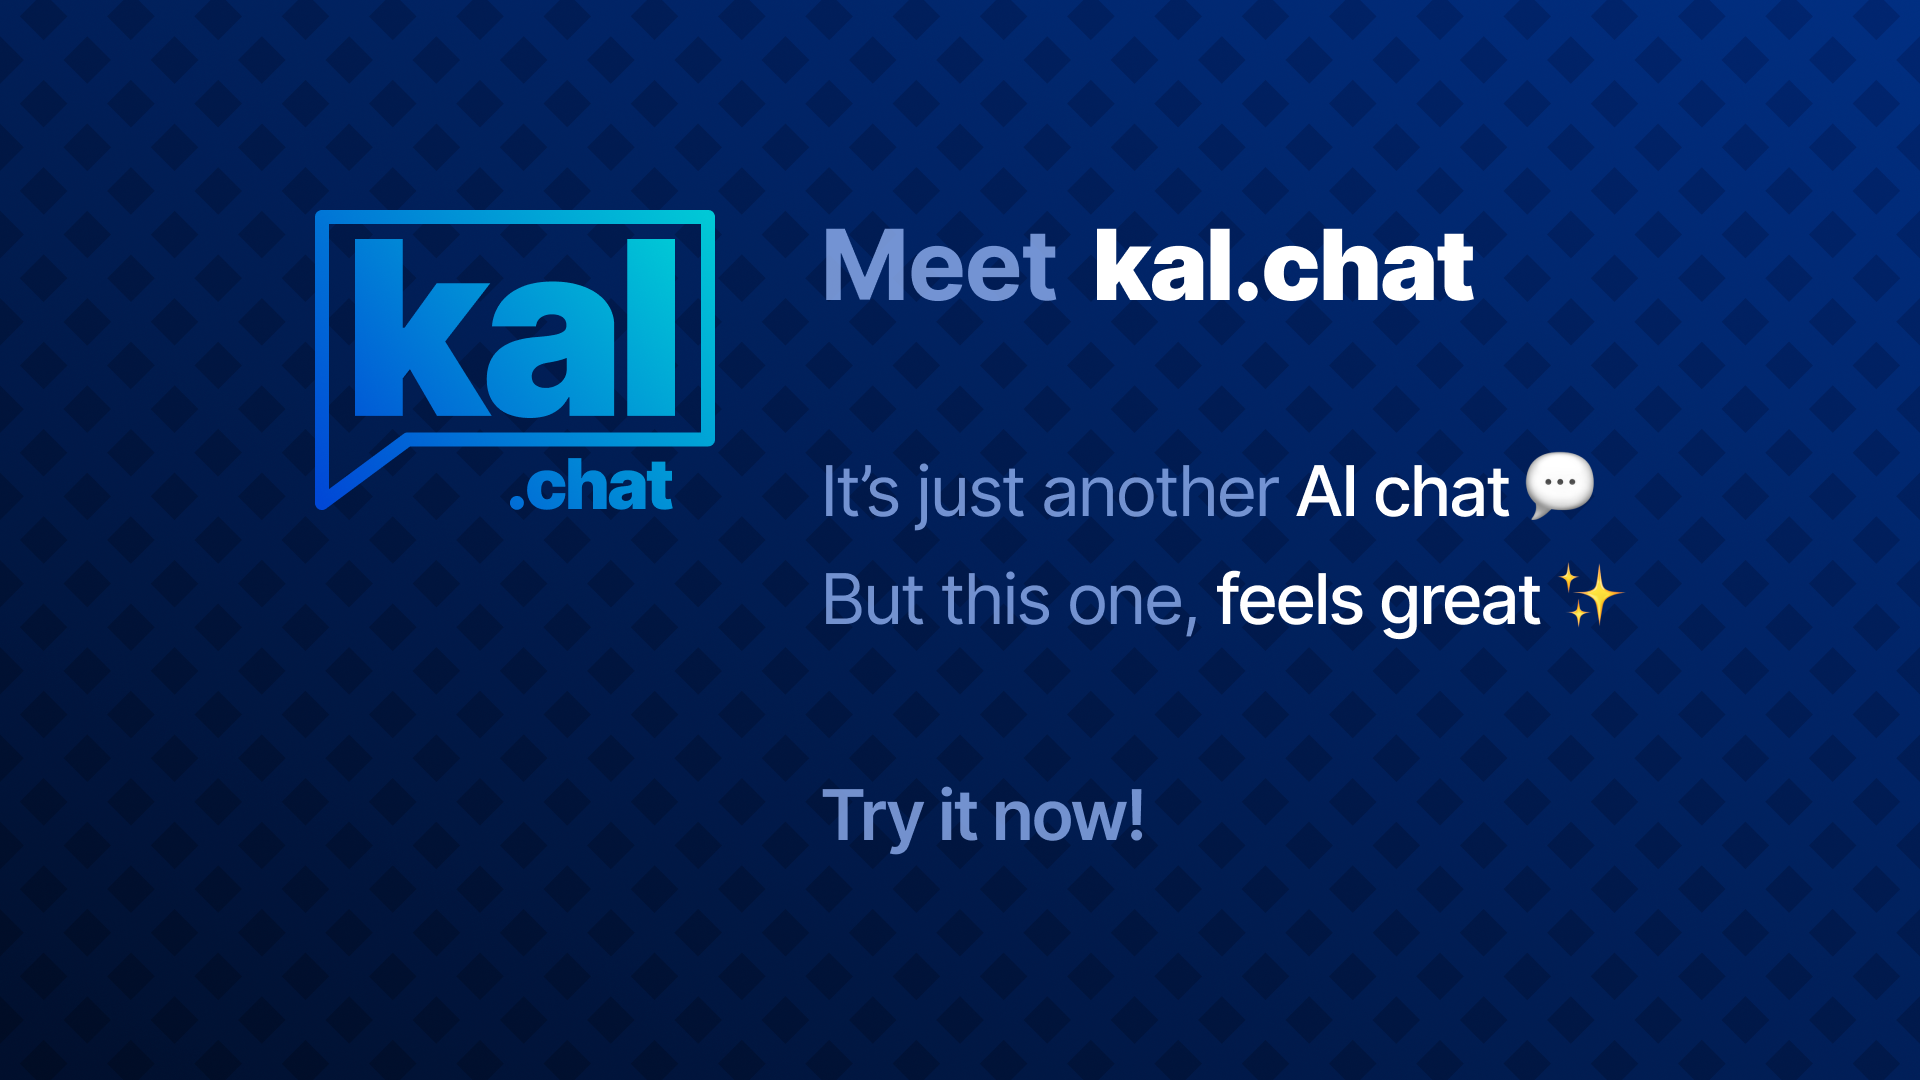 kal
.chat
Meet kal.chat
It’s just another AI chat 💬
But this one, feels great ✨
Try it now!